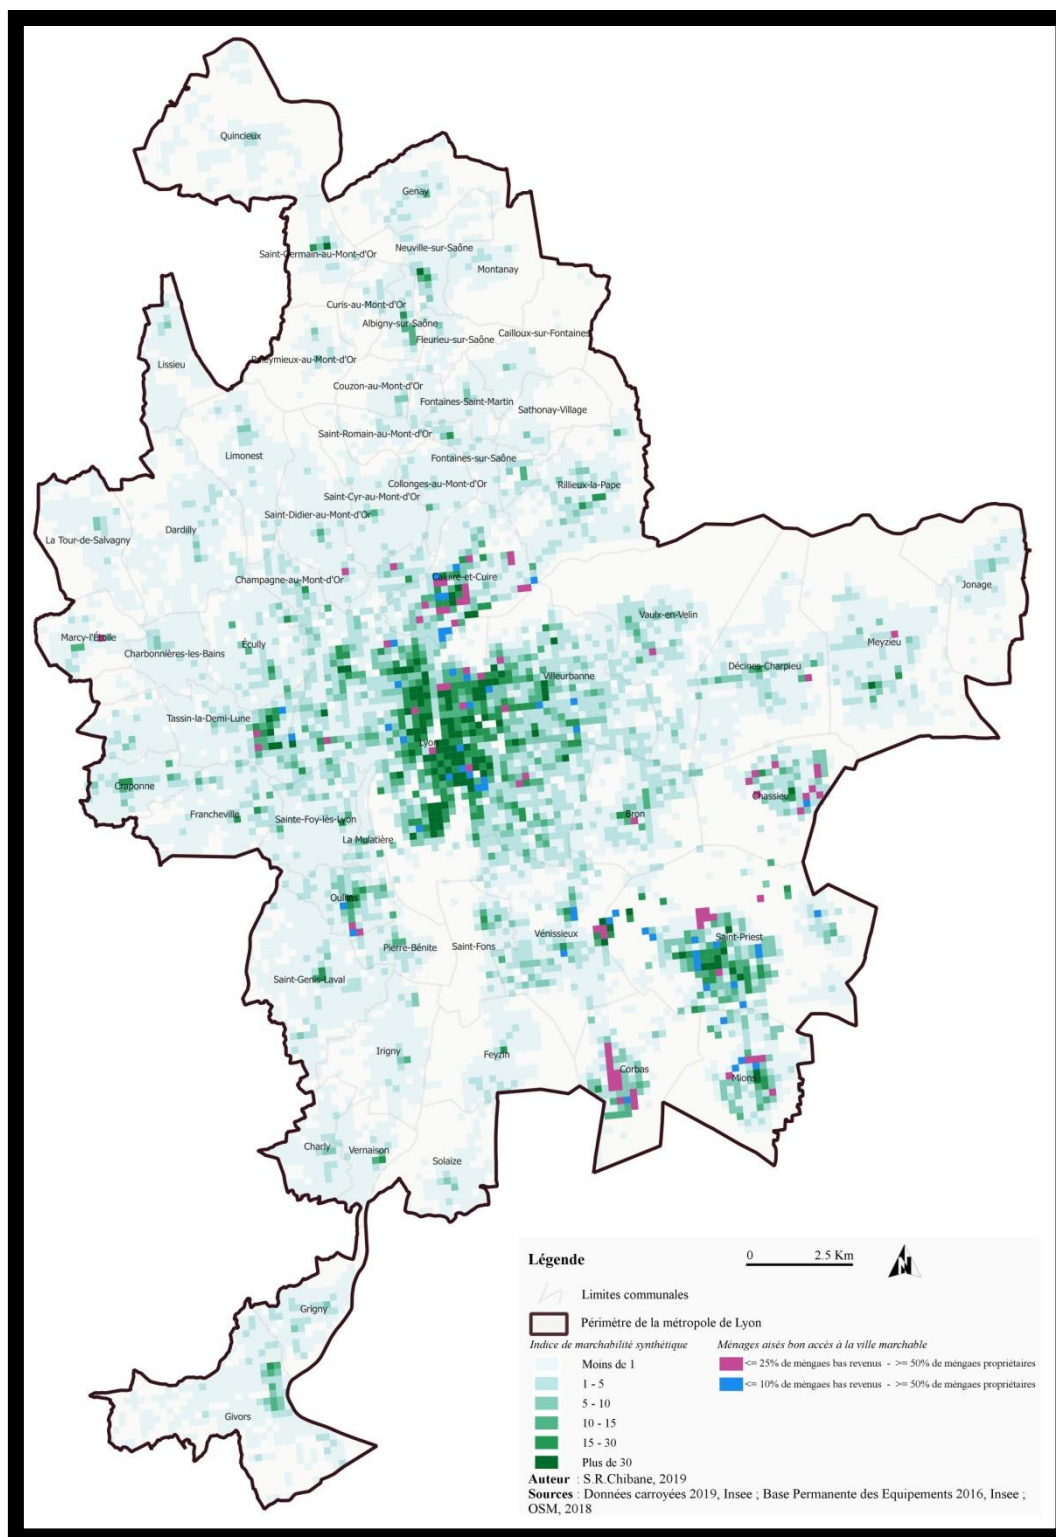 Quincieux
Genay
Neuville-sur-Saône
Saint-Germain-au-Mont-d'Or
Montanay
Curis-au-Mont-d'Or
Albigny-sur-Saône
Cailloux-sur-Fontaines
Fleurieu-sur-Saône
Poleymieux-au-Mont-d'Or
Lissieu
Couzon-au-Mont-d'Or
Fontaines-Saint-Martin
Sathonay-Village
Saint-Romain-au-Mont-d'Or
Limonest
Fontaines-sur-Saône
Collonges-au-Mont-d'Or
Rillieux-la-Pape
Saint-Cyr-au-Mont-d'Or
Saint-Didier-au-Mont-d'Or
Dardilly
La Tour-de-Salvagny
Caluire-et-Cuire
Champagne-au-Mont-d'Or
Jonage
Vaulx-en-Velin
Marcy-l'Étoile
Écully
Meyzieu
Charbonnières-les-Bains
Décines-Charpieu
Villeurbanne
Tassin-la-Demi-Lune
Lyon
Craponne
Chassieu
Francheville
Sainte-Foy-lès-Lyon
Bron
La Mulatière
Oullins
Vénissieux
Saint-Priest
Pierre-Bénite
Saint-Fons
Saint-Genis-Laval
Irigny
Feyzin
Corbas
Mions
Charly
Vernaison
Solaize
Grigny
Givors
Légende
0 2.5 Km
N
Limites communales
Périmètre de la métropole de Lyon
Indice de marchabilité synthétique
Ménages aisés bon accès à la ville marchable
Moins de 1
<= 25% de méngaes bas revenus - >= 50% de méngaes propriétaires
1 - 5
<= 10% de méngaes bas revenus - >= 50% de méngaes propriétaires
5 - 10
10 - 15
15 - 30
Plus de 30
Auteur : S.R.Chibane, 2019
Sources : Données carroyées 2019, Insee ; Base Permanente des Equipements 2016, Insee ;
OSM, 2018